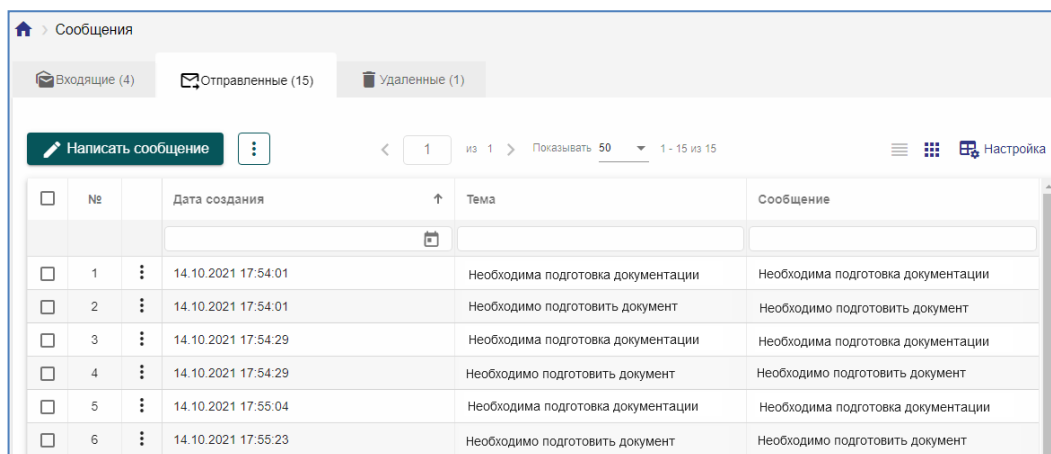 Сообщения
Входящие (4) Отправленные (15) Удаленные (1)
Написать сообщение 1 из 1 Показывать 50 1 - 15 из 15 Настройка
№ Дата создания Тема Сообщение
1 14.10.2021 17:54:01 Необходима подготовка документации Необходима подготовка документации
2 14.10.2021 17:54:01 Необходимо подготовить документ Необходимо подготовить документ
3 14.10.2021 17:54:29 Необходима подготовка документации Необходима подготовка документации
4 14.10.2021 17:54:29 Необходимо подготовить документ Необходимо подготовить документ
5 14.10.2021 17:55:04 Необходима подготовка документации Необходима подготовка документации
6 14.10.2021 17:55:23 Необходимо подготовить документ Необходимо подготовить документ